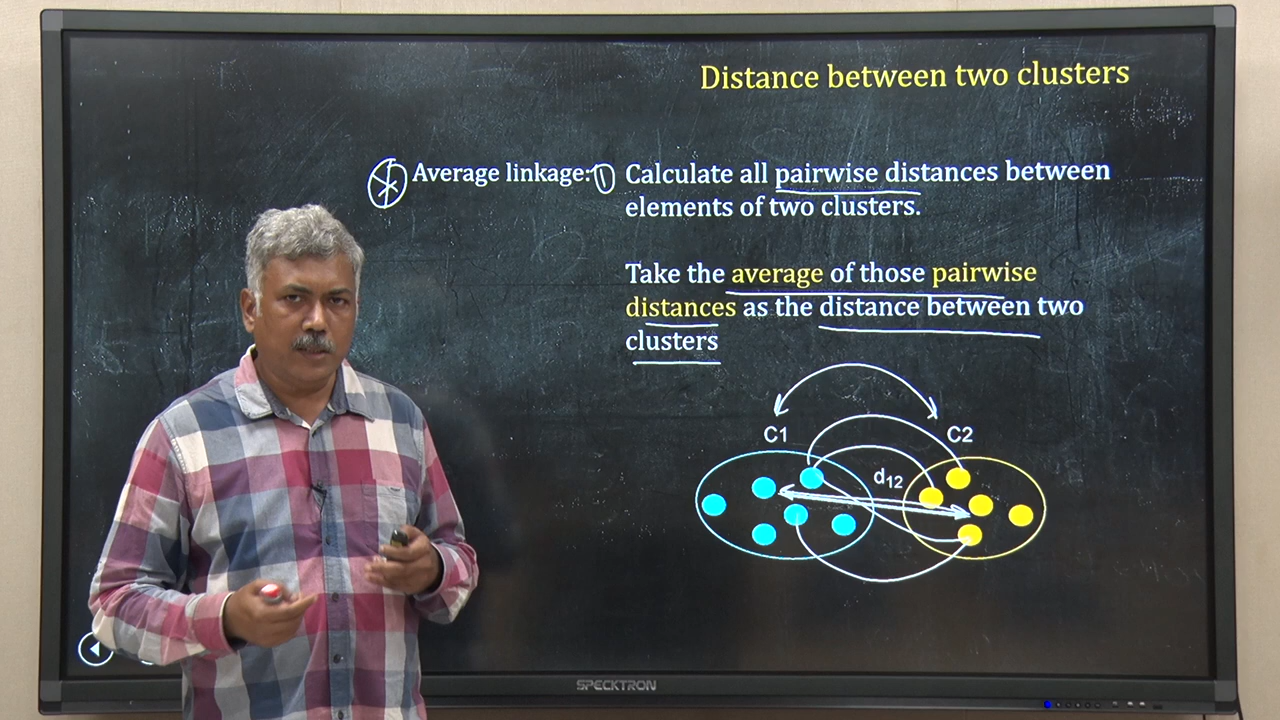 Distance between two clusters
Average linkage: 1 Calculate all pairwise distances between
elements of two clusters.
Take the average of those pairwise
distances as the distance between two
clusters
C1 C2
d12
SPECKTRON